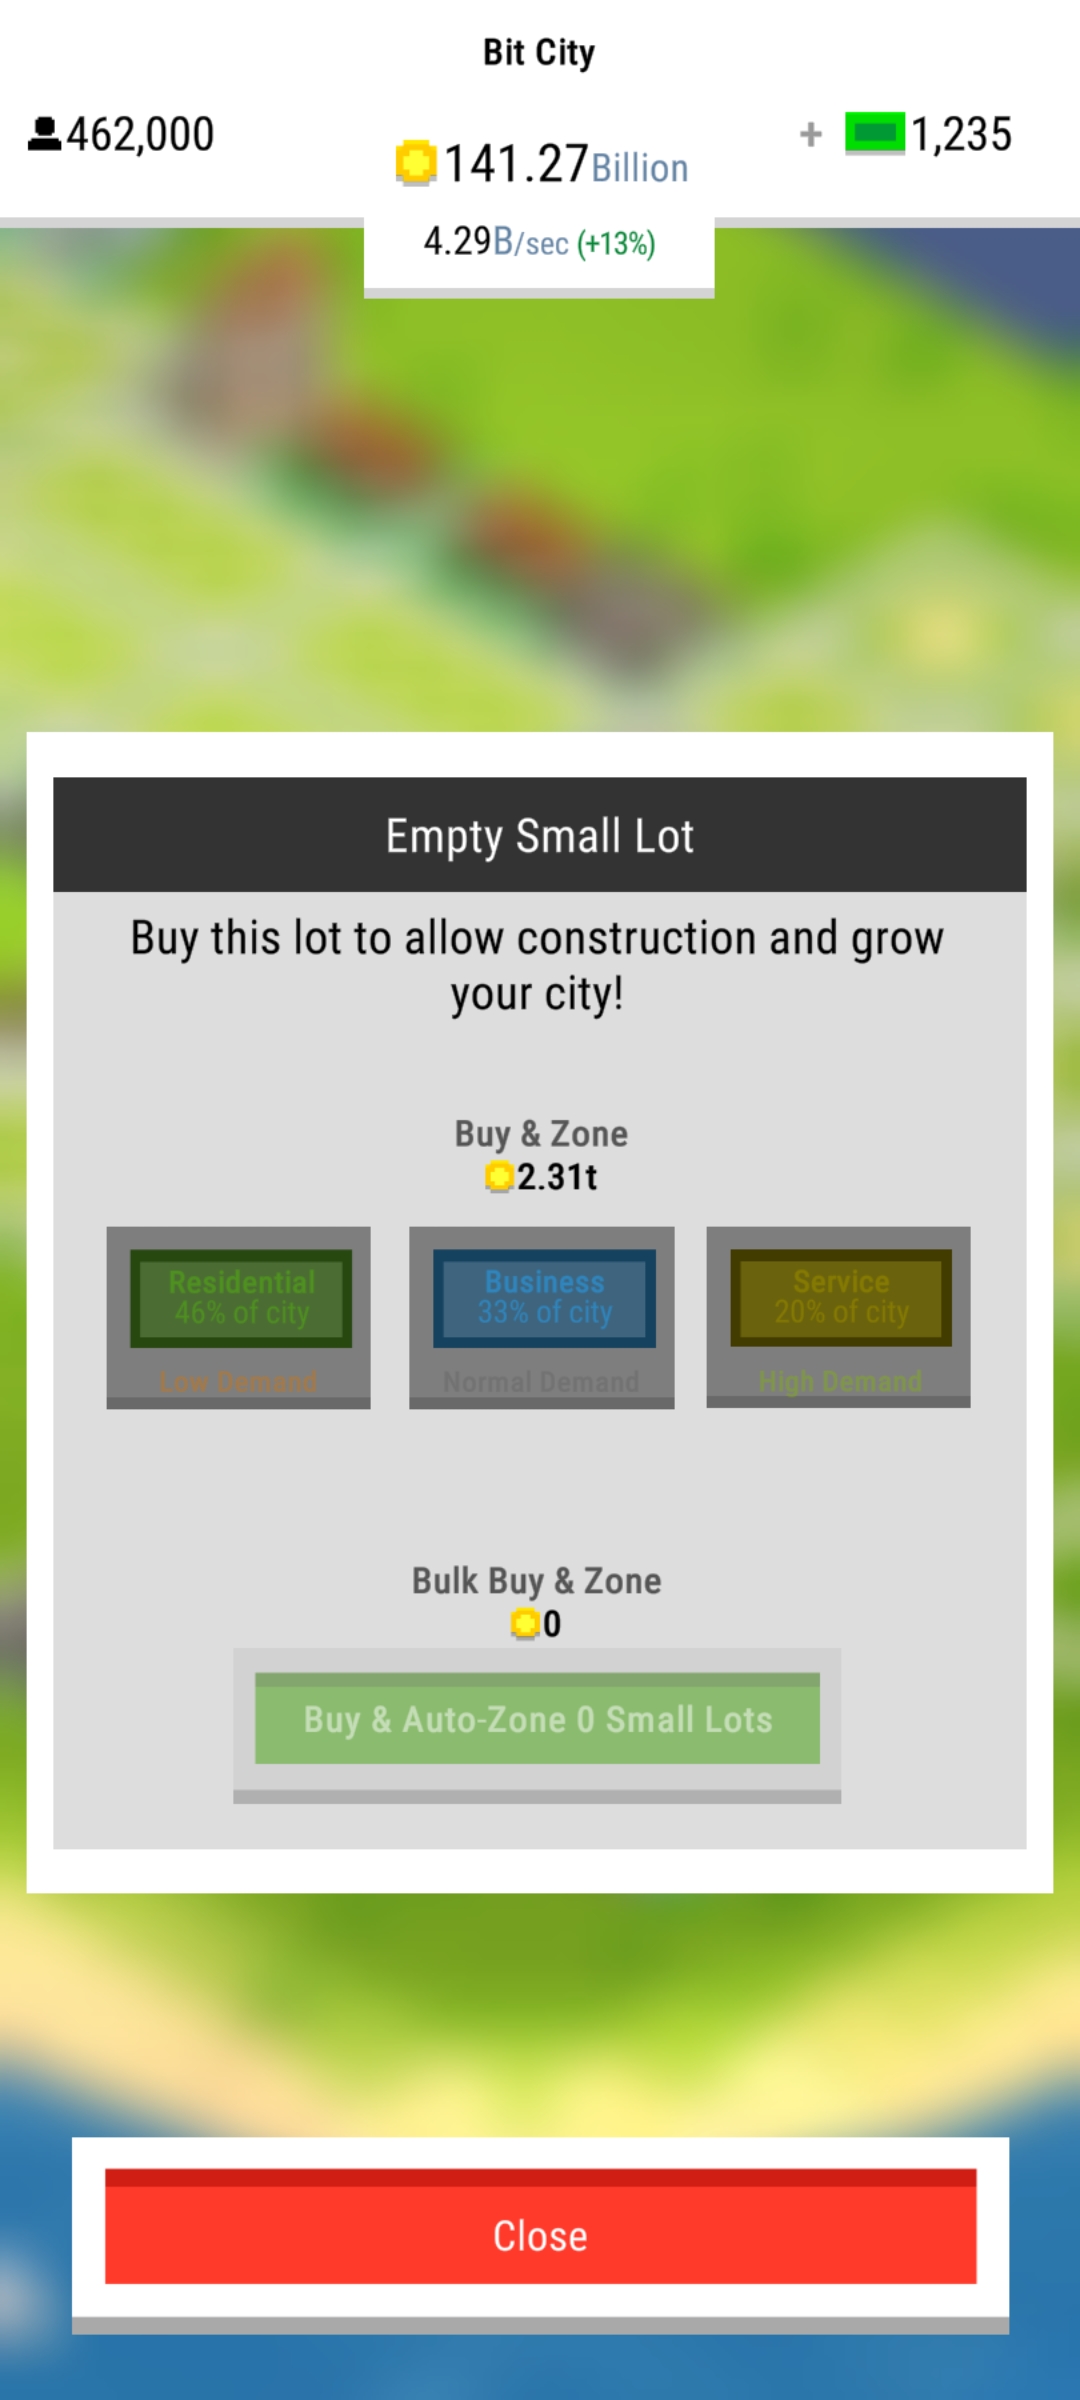 Bit City
462,000
141.27Billion
+ 1,235
4.29B/sec (+13%)
Empty Small Lot
Buy this lot to allow construction and grow
your city!
Buy & Zone
2.31t
Residential
46% of city
Low Demand
Business
33% of city
Normal Demand
Service
20% of city
High Demand
Bulk Buy & Zone
0
Buy & Auto-Zone 0 Small Lots
Close